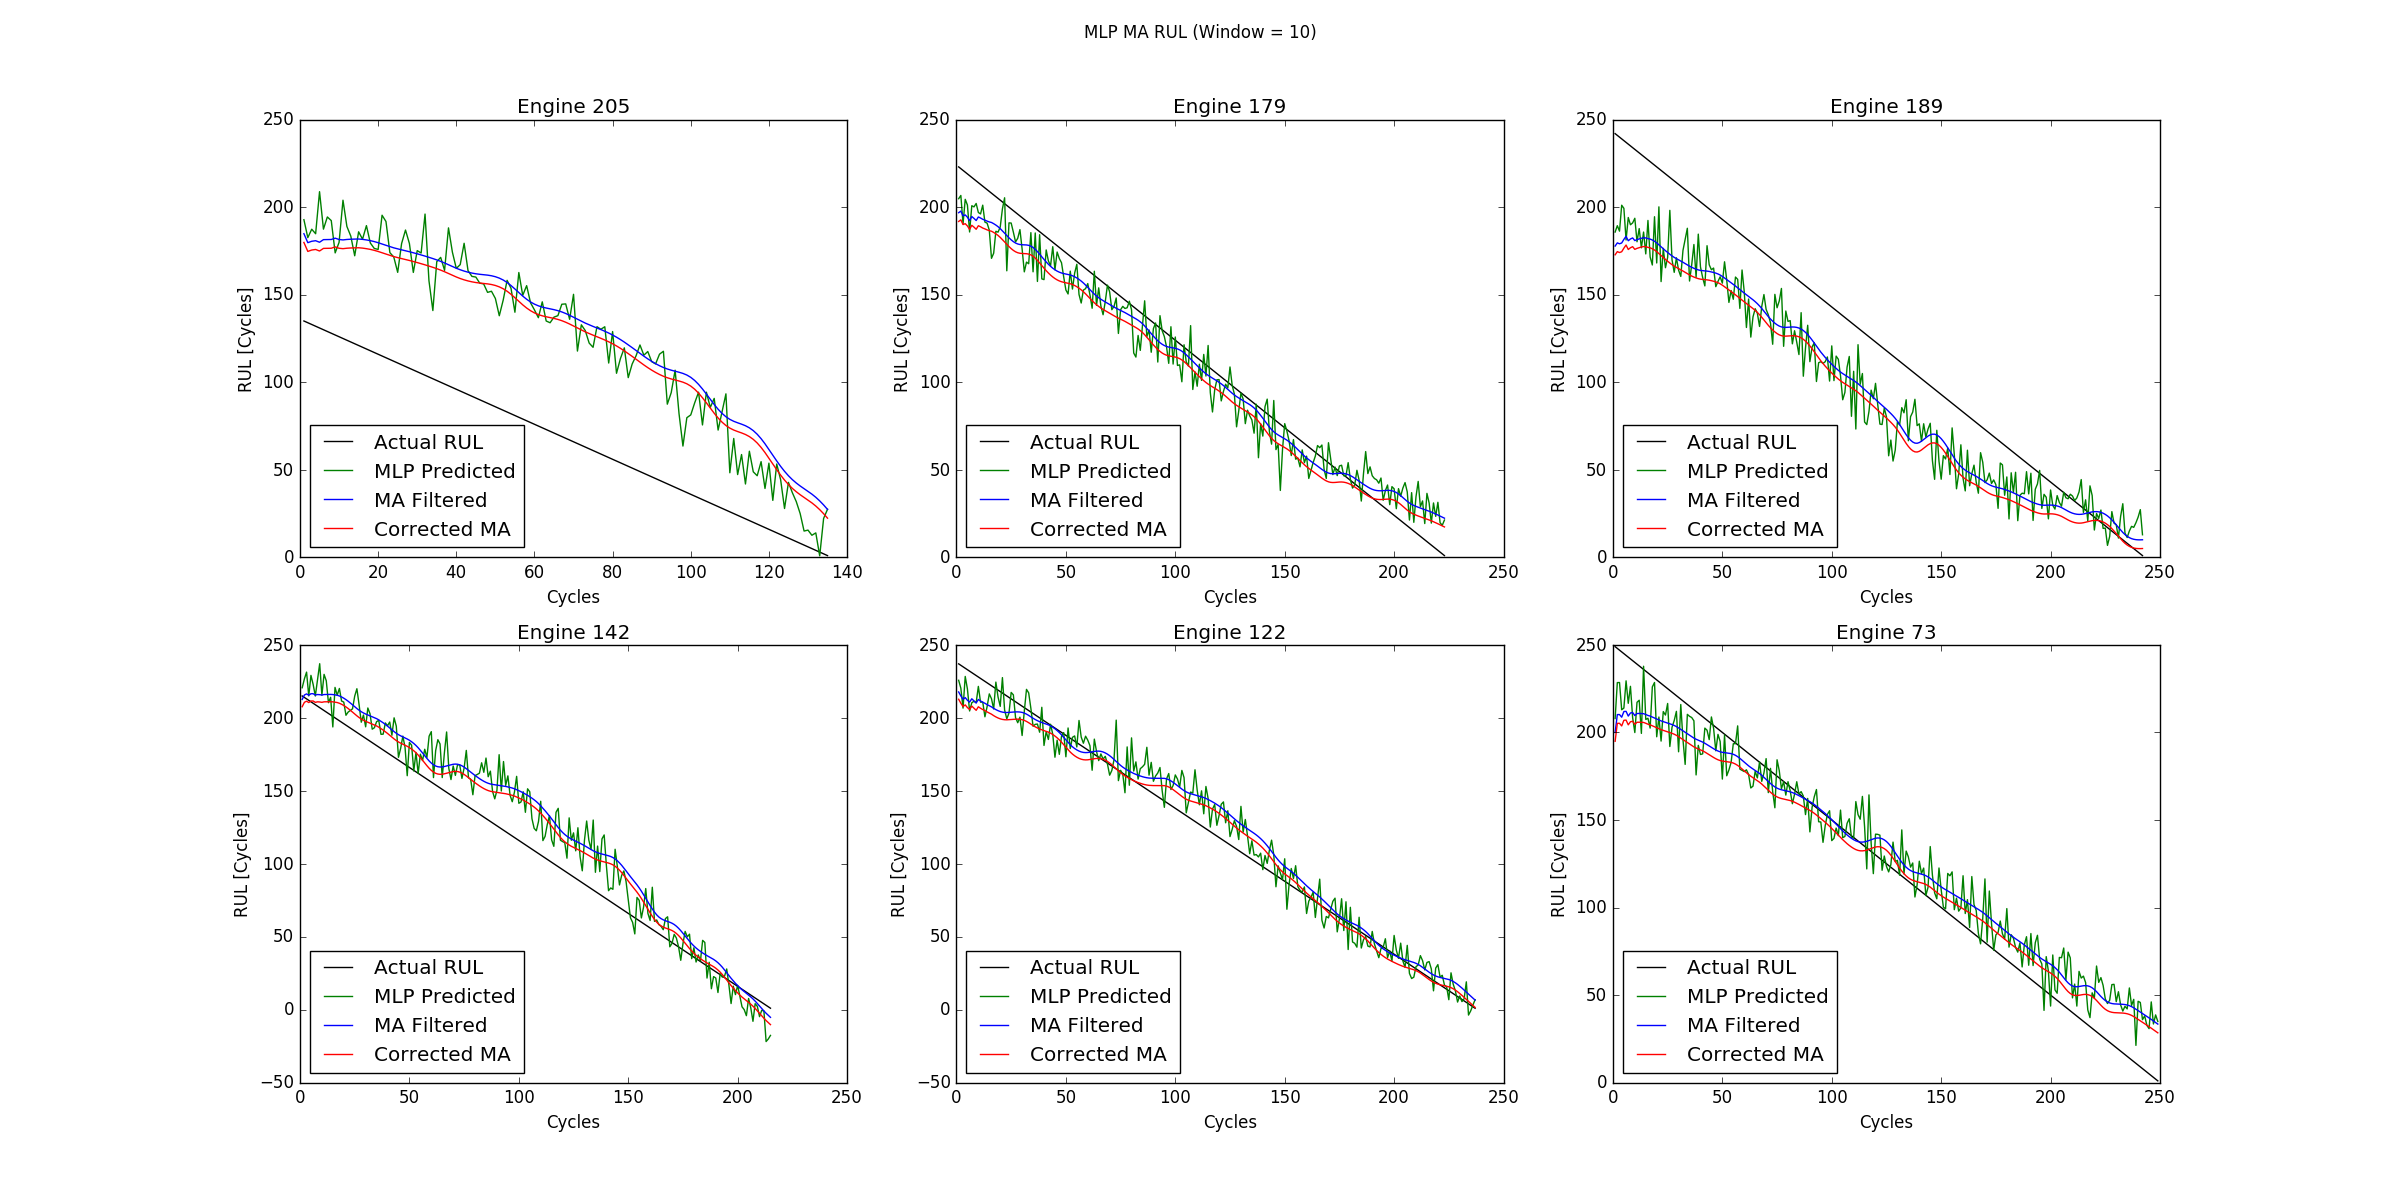 MLP MA RUL (Window = 10)
Engine 205
250
200
150
100
50
0
RUL [Cycles]
Actual RUL
MLP Predicted
MA Filtered
Corrected MA
0 20 40 60 80 100 120 140
Cycles
Engine 179
250
200
150
100
50
0
RUL [Cycles]
Actual RUL
MLP Predicted
MA Filtered
Corrected MA
0 50 100 150 200 250
Cycles
Engine 189
250
200
150
100
50
0
RUL [Cycles]
Actual RUL
MLP Predicted
MA Filtered
Corrected MA
0 50 100 150 200 250
Cycles
Engine 142
250
200
150
100
50
0
−50
RUL [Cycles]
Actual RUL
MLP Predicted
MA Filtered
Corrected MA
0 50 100 150 200 250
Cycles
Engine 122
250
200
150
100
50
0
−50
RUL [Cycles]
Actual RUL
MLP Predicted
MA Filtered
Corrected MA
0 50 100 150 200 250
Cycles
Engine 73
250
200
150
100
50
0
RUL [Cycles]
Actual RUL
MLP Predicted
MA Filtered
Corrected MA
0 50 100 150 200 250
Cycles